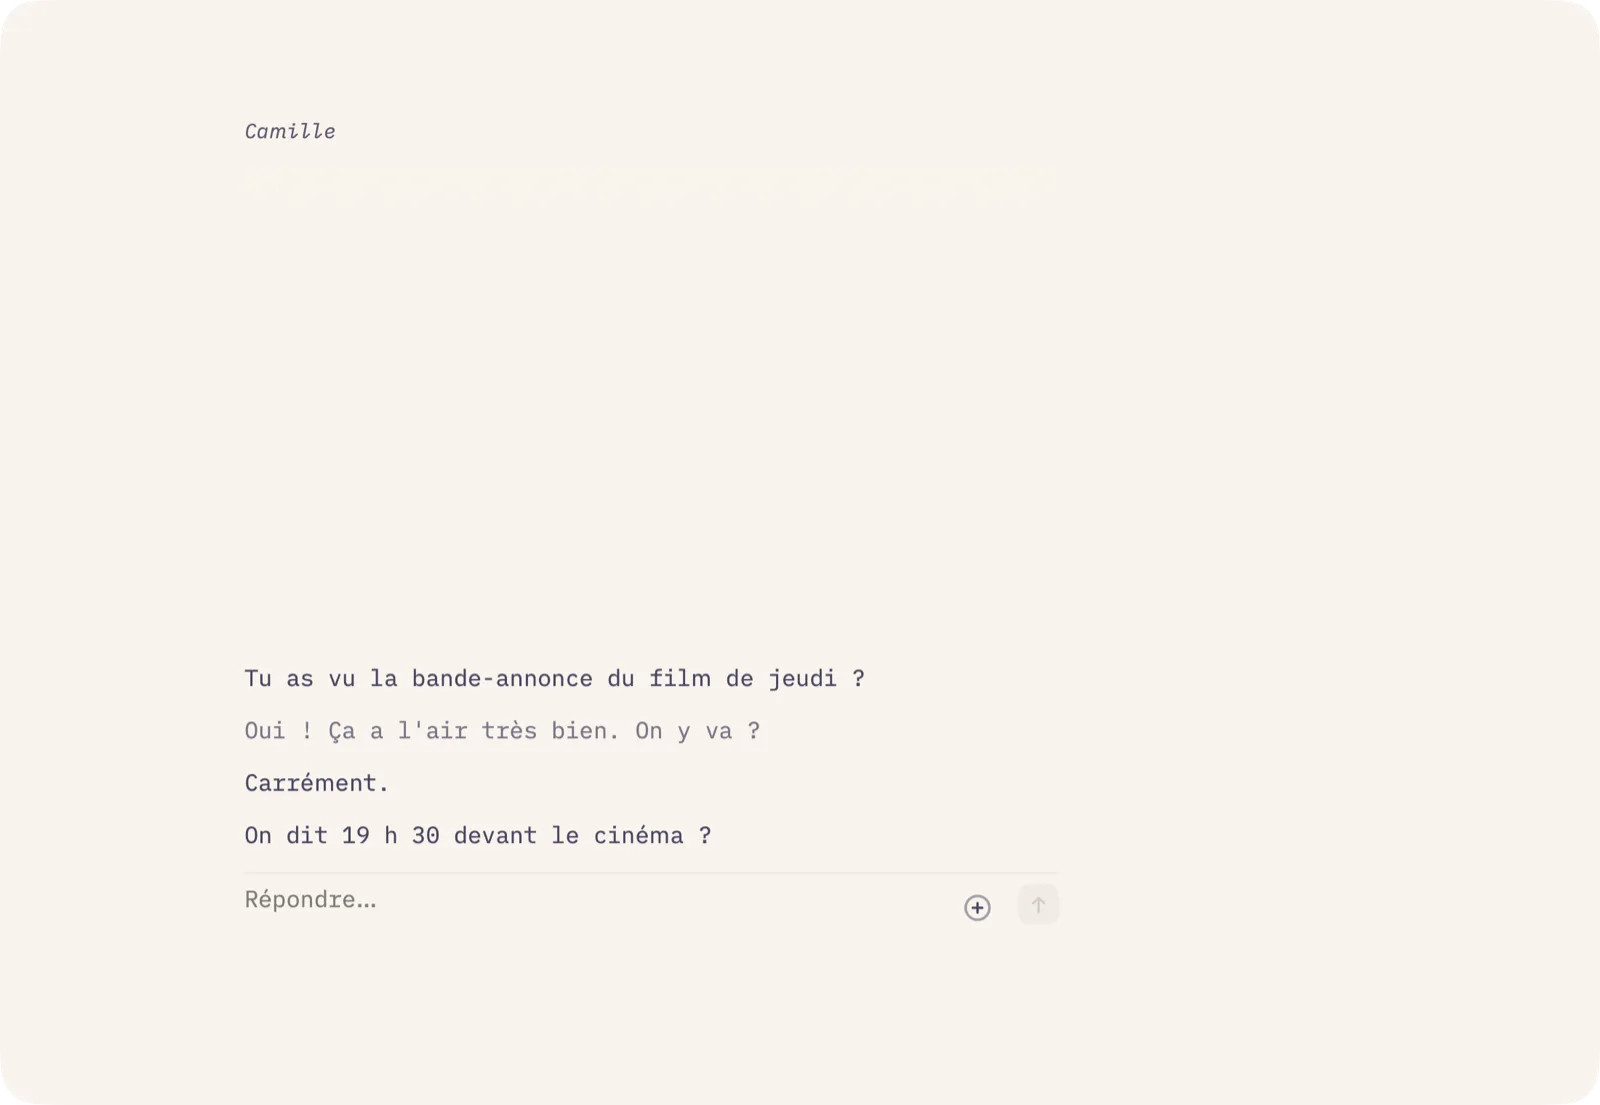 Camille
Tu as vu la bande-annonce du film de jeudi ?
Oui ! Ça a l'air très bien. On y va ?
Carrément.
On dit 19 h 30 devant le cinéma ?
Répondre...